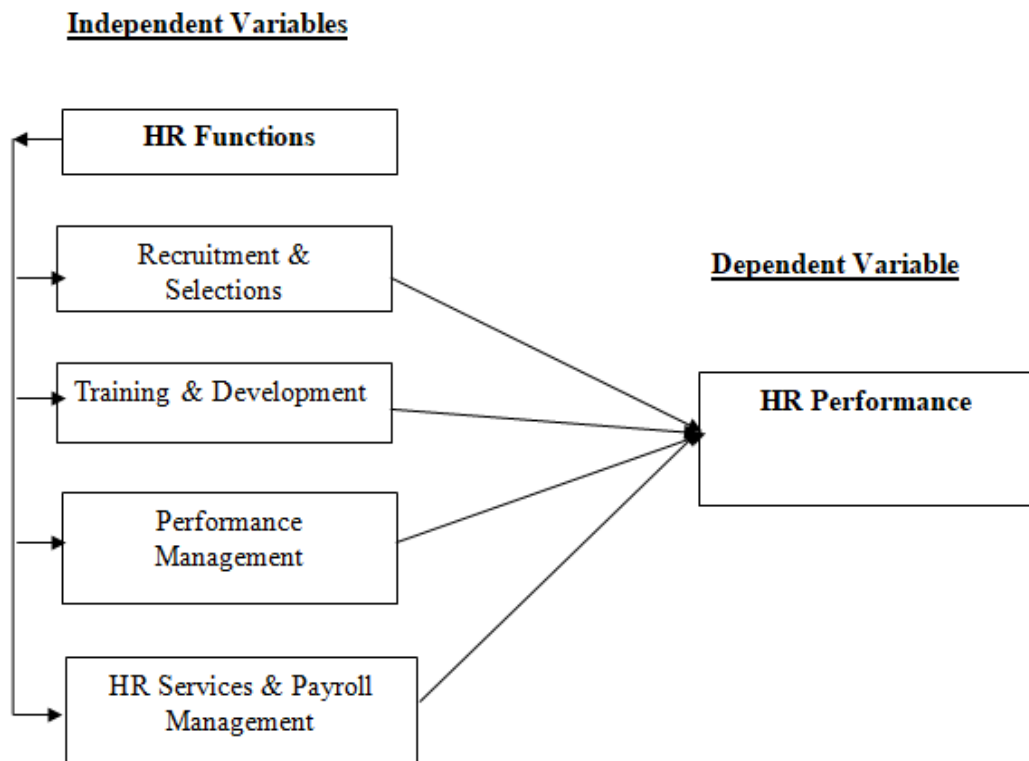 Independent Variables
HR Functions
Recruitment &
Selections
Training & Development
Performance
Management
HR Services & Payroll
Management
Dependent Variable
HR Performance